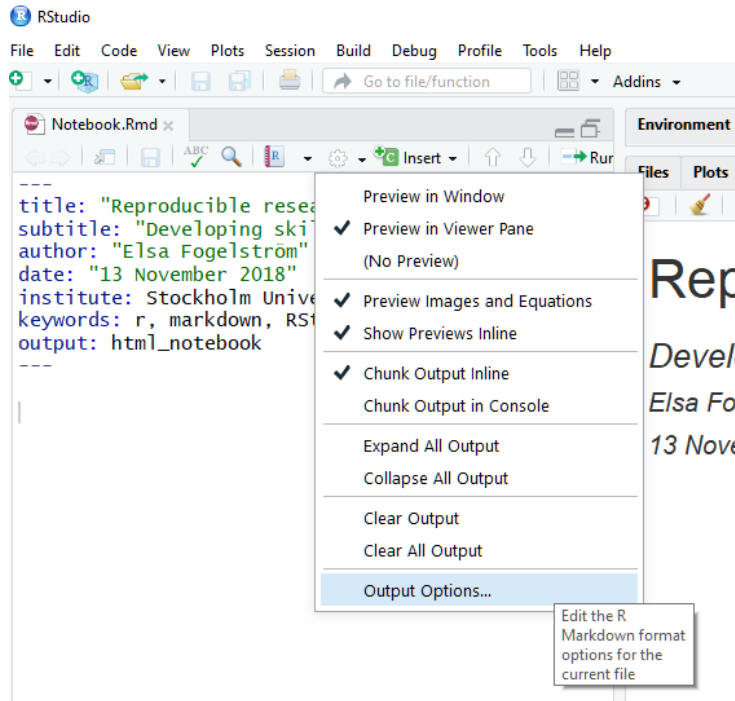 RStudio
File Edit Code View Plots Session Build Debug Profile Tools Help
Go to file/function Addins
Notebook.Rmd
ABC Insert Run
---
title: "Reproducible resea
subtitle: "Developing skil
author: "Elsa Fogelström"
date: "13 November 2018"
institute: Stockholm Unive
keywords: r, markdown, RSt
output: html_notebook
---
Preview in Window
Preview in Viewer Pane
(No Preview)
Preview Images and Equations
Show Previews Inline
Chunk Output Inline
Chunk Output in Console
Expand All Output
Collapse All Output
Clear Output
Clear All Output
Output Options...
Edit the R
Markdown format
options for the
current file
Environment
Files Plots
Rep
Devel
Elsa Fo
13 Nove